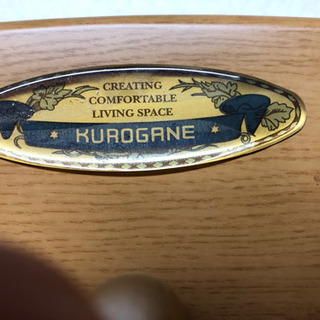 CREATING
COMFORTABLE
LIVING SPACE
KUROGANE